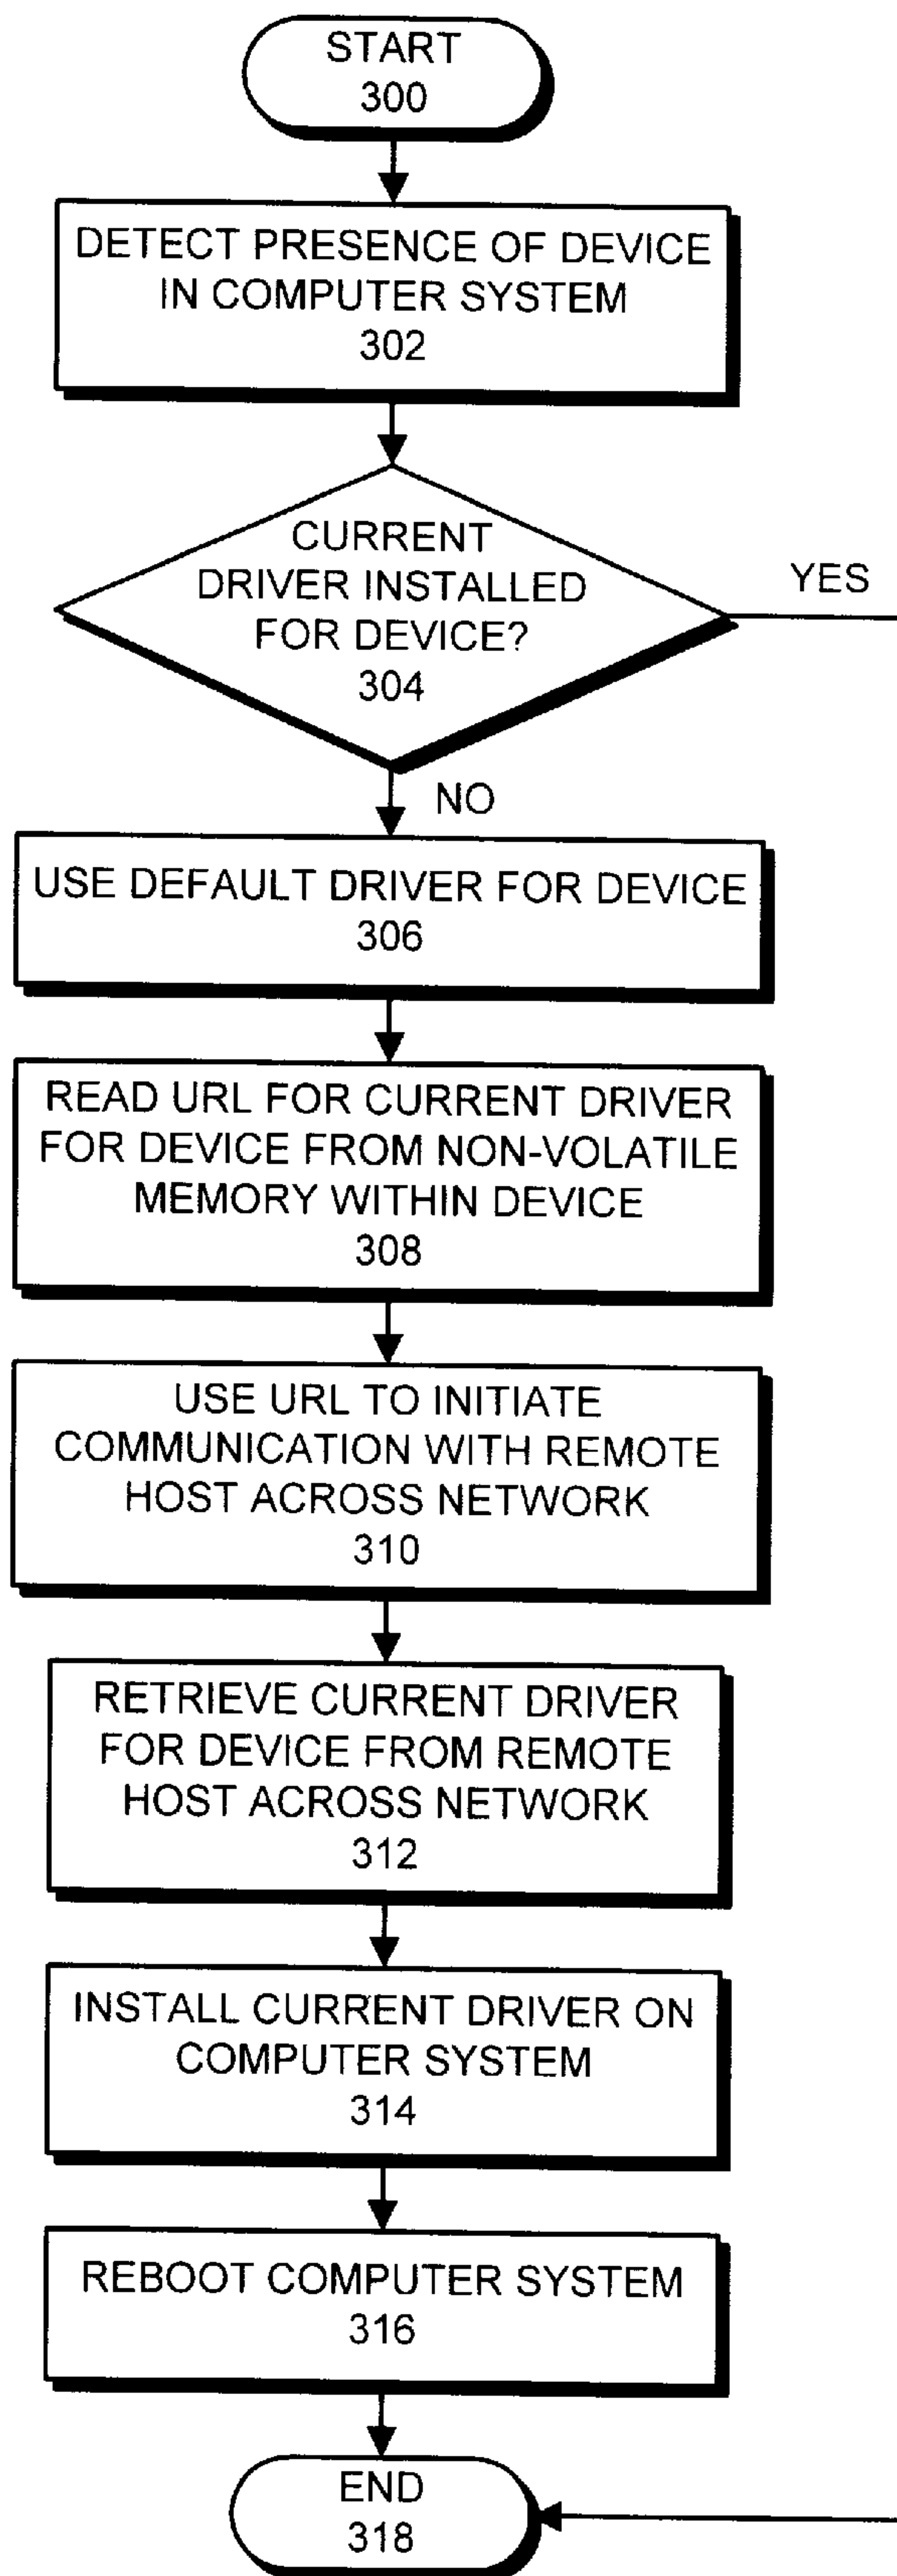 START
300
DETECT PRESENCE OF DEVICE
IN COMPUTER SYSTEM
302
CURRENT
DRIVER INSTALLED
FOR DEVICE?
304
YES
NO
USE DEFAULT DRIVER FOR DEVICE
306
READ URL FOR CURRENT DRIVER
FOR DEVICE FROM NON-VOLATILE
MEMORY WITHIN DEVICE
308
USE URL TO INITIATE
COMMUNICATION WITH REMOTE
HOST ACROSS NETWORK
310
RETRIEVE CURRENT DRIVER
FOR DEVICE FROM REMOTE
HOST ACROSS NETWORK
312
INSTALL CURRENT DRIVER ON
COMPUTER SYSTEM
314
REBOOT COMPUTER SYSTEM
316
END
318